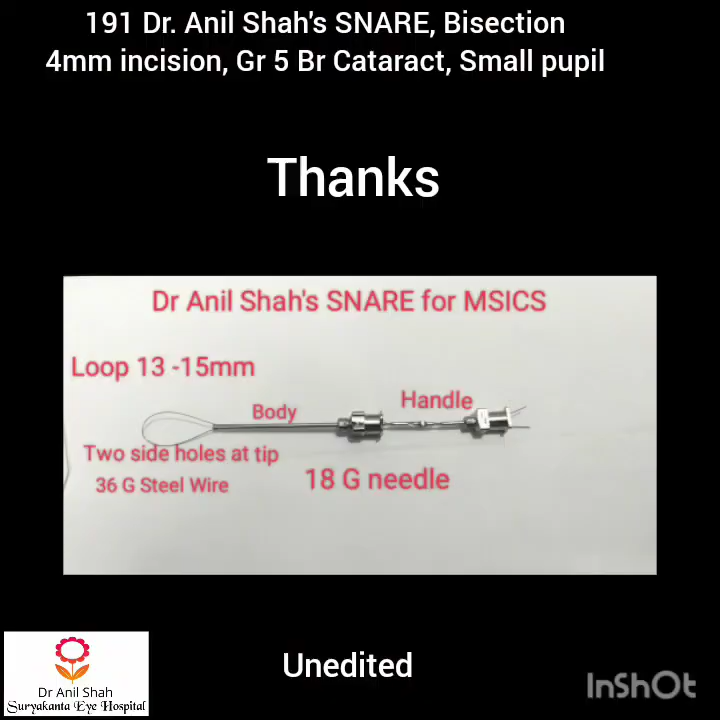 191 Dr. Anil Shah's SNARE, Bisection
4mm incision, Gr 5 Br Cataract, Small pupil
Thanks
Dr Anil Shah's SNARE for MSICS
Loop 13 -15mm
Handle
Body
Two side holes at tip
36 G Steel Wire
18 G needle
Unedited
Dr Anil Shah
Suryakanta Eye Hospital
InShOt